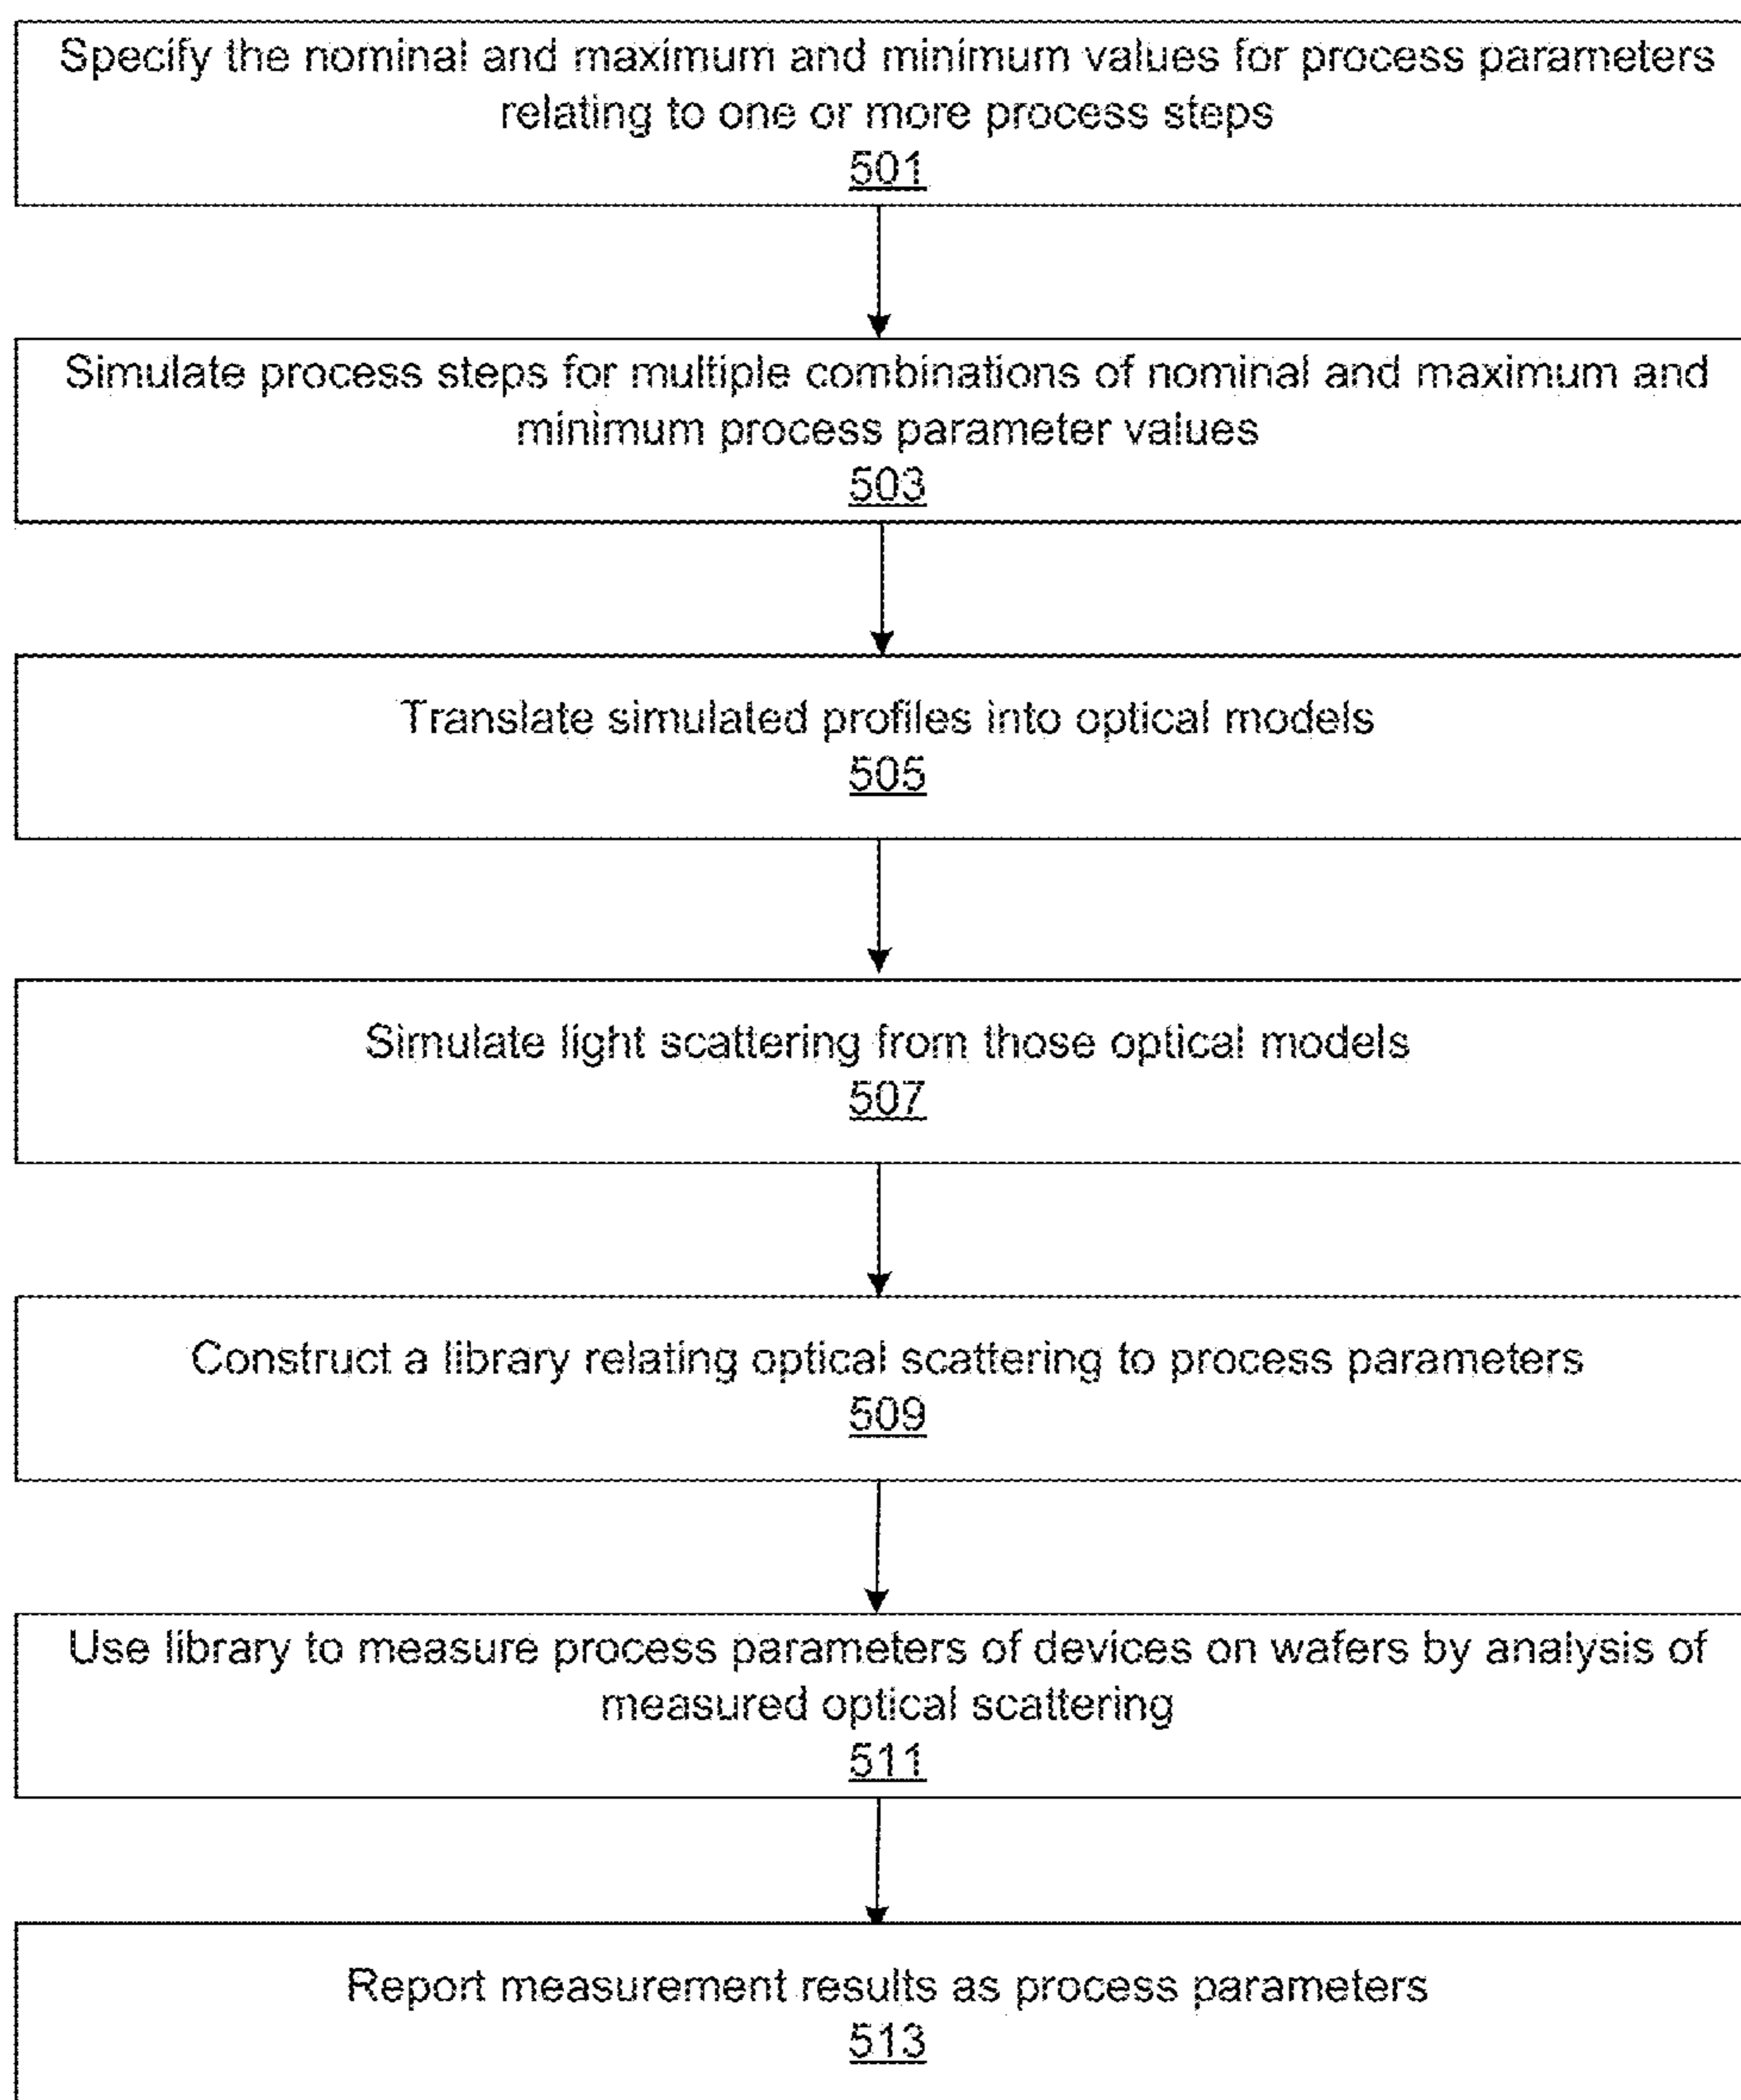 Specify the nominal and maximum and minimum values for process parameters
relating to one or more process steps
501
Simulate process steps for multiple combinations of nominal and maximum and
minimum process parameter values
503
Translate simulated profiles into optical models
505
Simulate light scattering from those optical models
507
Construct a library relating optical scattering to process parameters
509
Use library to measure process parameters of devices on wafers by analysis of
measured optical scattering
511
Report measurement results as process parameters
513